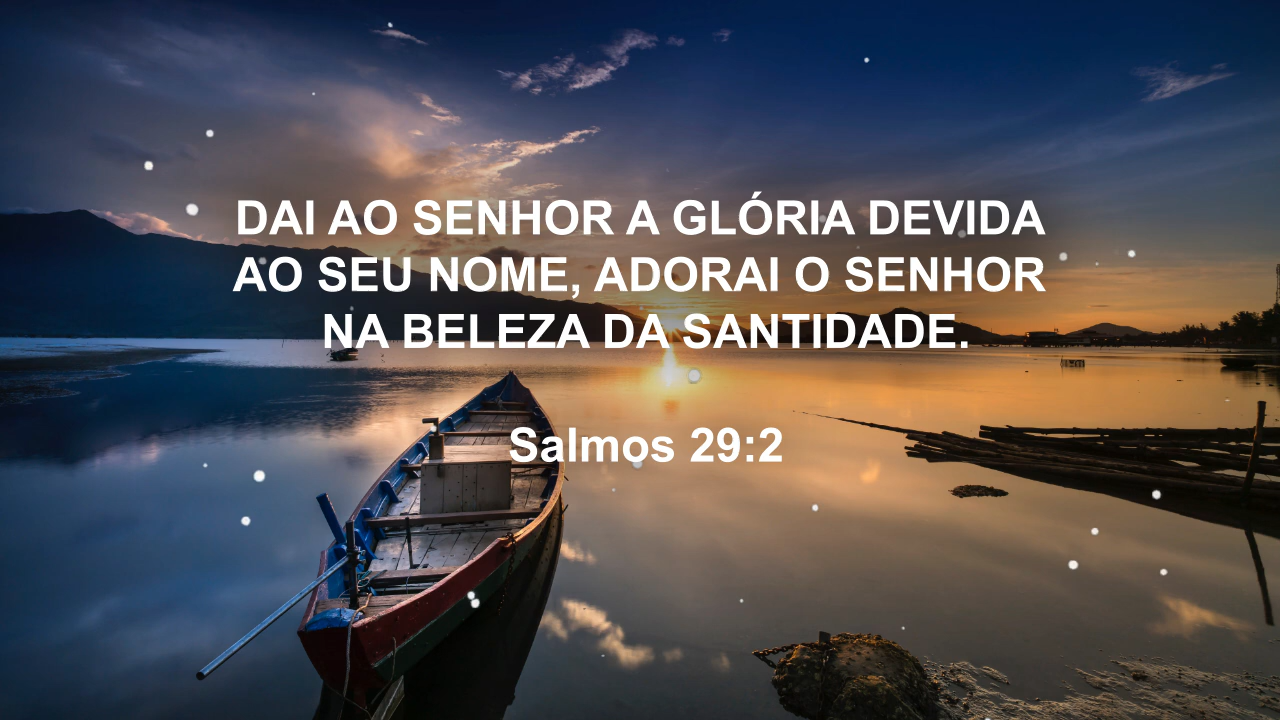 DAI AO SENHOR A GLÓRIA DEVIDA
AO SEU NOME, ADORAI O SENHOR
NA BELEZA DA SANTIDADE.
Salmos 29:2